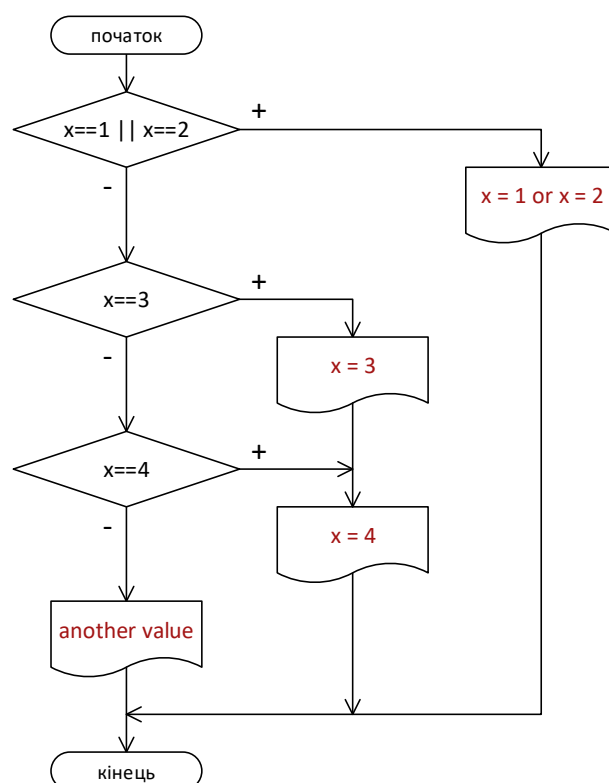 початок
x==1 || x==2
+
-
x = 1 or x = 2
x==3
+
-
x = 3
x==4
+
-
x = 4
another value
кінець